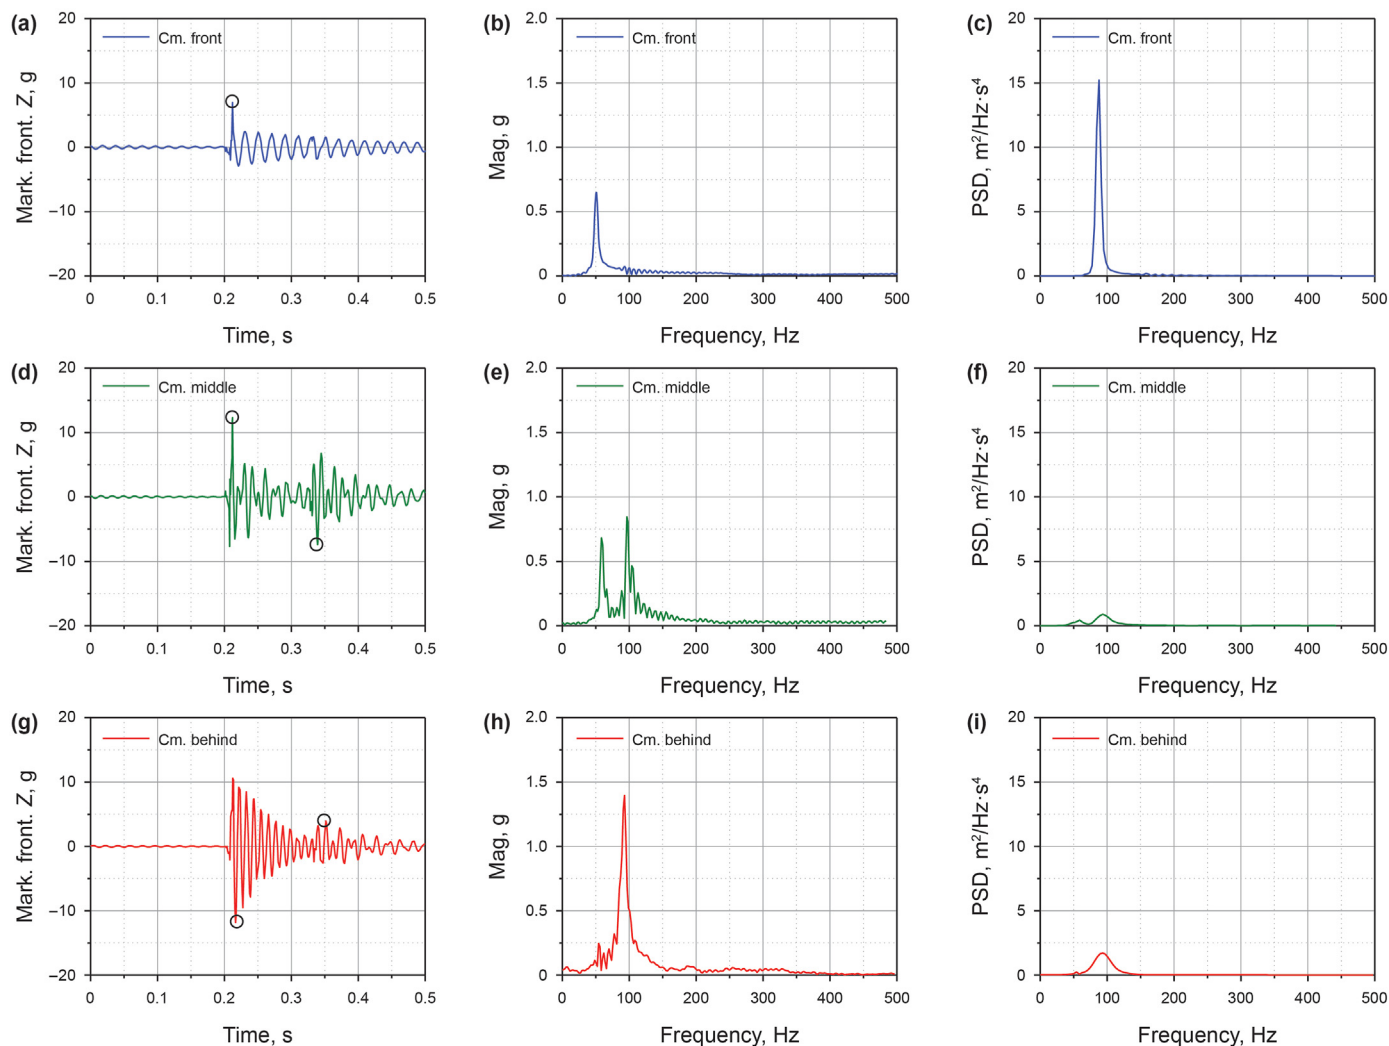 (a)
Cm. front
Mark. front. Z, g
20
10
0
−10
−20
0 0.1 0.2 0.3 0.4 0.5
Time, s
(b)
Cm. front
Mag, g
2.0
1.5
1.0
0.5
0
0 100 200 300 400 500
Frequency, Hz
(c)
Cm. front
PSD, m²/Hz·s⁴
20
15
10
5
0
0 100 200 300 400 500
Frequency, Hz
(d)
Cm. middle
Mark. front. Z, g
20
10
0
−10
−20
0 0.1 0.2 0.3 0.4 0.5
Time, s
(e)
Cm. middle
Mag, g
2.0
1.5
1.0
0.5
0
0 100 200 300 400 500
Frequency, Hz
(f)
Cm. middle
PSD, m²/Hz·s⁴
20
15
10
5
0
0 100 200 300 400 500
Frequency, Hz
(g)
Cm. behind
Mark. front. Z, g
20
10
0
−10
−20
0 0.1 0.2 0.3 0.4 0.5
Time, s
(h)
Cm. behind
Mag, g
2.0
1.5
1.0
0.5
0
0 100 200 300 400 500
Frequency, Hz
(i)
Cm. behind
PSD, m²/Hz·s⁴
20
15
10
5
0
0 100 200 300 400 500
Frequency, Hz